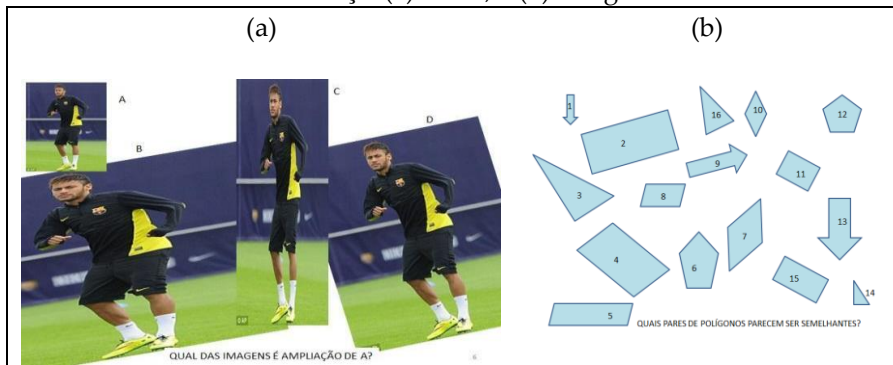 (a)
(b)
A
B
C
D
QUAL DAS IMAGENS É AMPLIAÇÃO DE A?
6
1
2
3
4
5
6
7
8
9
10
11
12
13
14
15
16
QUAIS PARES DE POLÍGONOS PARECEM SER SEMELHANTES?